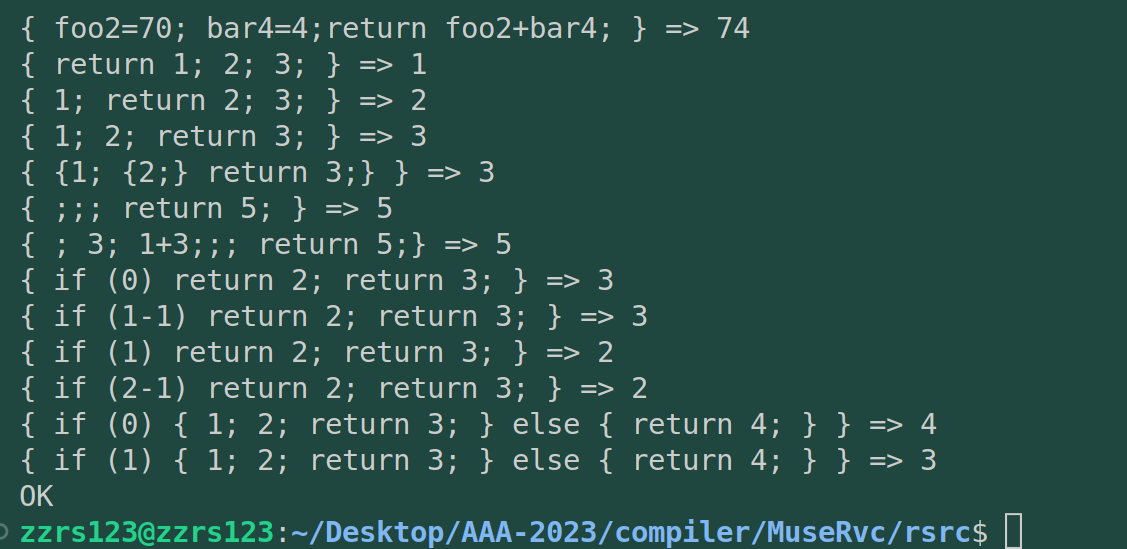 { foo2=70; bar4=4;return foo2+bar4; } => 74
{ return 1; 2; 3; } => 1
{ 1; return 2; 3; } => 2
{ 1; 2; return 3; } => 3
{ {1; {2;} return 3;} } => 3
{ ;;; return 5; } => 5
{ ; 3; 1+3;;; return 5;} => 5
{ if (0) return 2; return 3; } => 3
{ if (1-1) return 2; return 3; } => 3
{ if (1) return 2; return 3; } => 2
{ if (2-1) return 2; return 3; } => 2
{ if (0) { 1; 2; return 3; } else { return 4; } } => 4
{ if (1) { 1; 2; return 3; } else { return 4; } } => 3
OK
zzrs123@zzrs123:~/Desktop/AAA-2023/compiler/MuseRvc/rsrc$